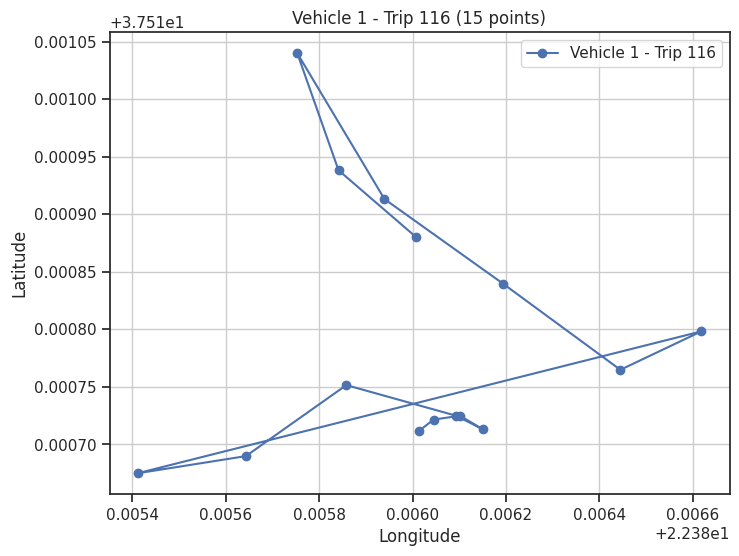 Vehicle 1 - Trip 116 (15 points)
+3.751e1
Vehicle 1 - Trip 116
0.00105
0.00100
0.00095
0.00090
0.00085
0.00080
0.00075
0.00070
Latitude
0.0054 0.0056 0.0058 0.0060 0.0062 0.0064 0.0066
+2.238e1
Longitude